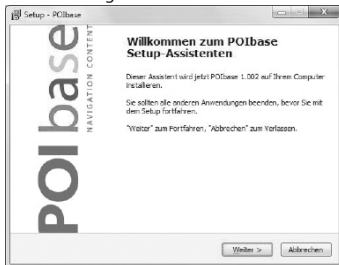 Setup - POIbase
POIbase
NAVIGATION CONTENT
Willkommen zum POIbase
Setup-Assistenten
Dieser Assistent wird jetzt POIbase 1.002 auf Ihrem Computer
installieren.
Sie sollten alle anderen Anwendungen beenden, bevor Sie mit
dem Setup fortfahren.
"Weiter" zum Fortfahren, "Abbrechen" zum Verlassen.
Weiter >
Abbrechen